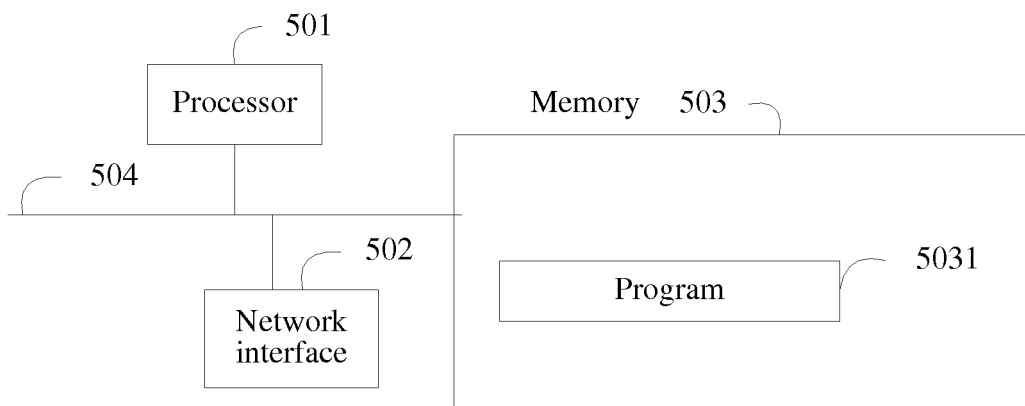 501
Processor
Memory 503
504
502
5031
Program
Network
interface